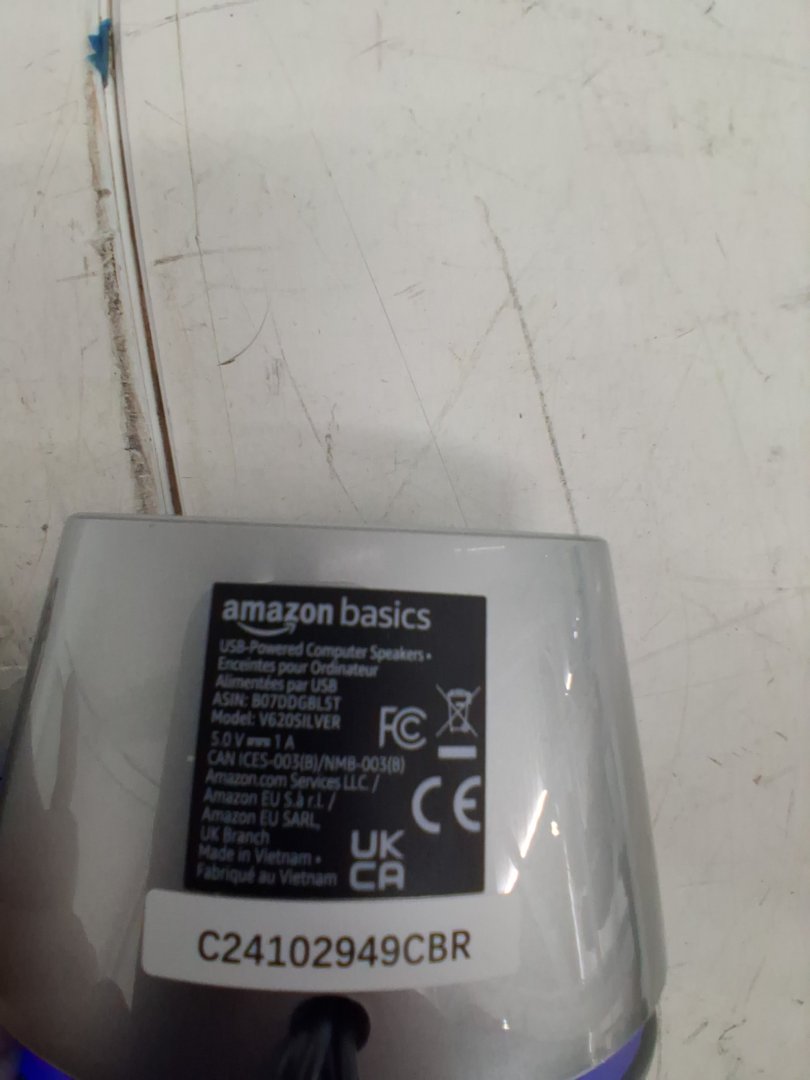 amazon basics
USB-Powered Computer Speakers •
Enceintes pour Ordinateur
Alimentées par USB
ASIN: B07DDGBLST
Model: V620SILVER
5.0 V 1 A
FC
CAN ICES-003(B)/NMB-003(B)
Amazon.com Services LLC /
Amazon EU S.à r.l. /
Amazon EU SARL,
UK Branch
Made in Vietnam •
Fabriqué au Vietnam
CE
UK
CA
C24102949CBR